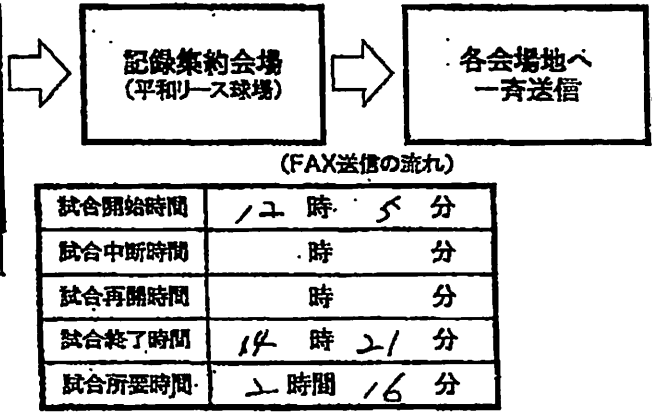 記録集約会場
(平和リース球場)
各会場地へ
一斉送信
(FAX送信の流れ)
試合開始時間 12 時 5 分
試合中断時間 時 分
試合再開時間 時 分
試合終了時間 14 時 21 分
試合所要時間 2 時間 16 分